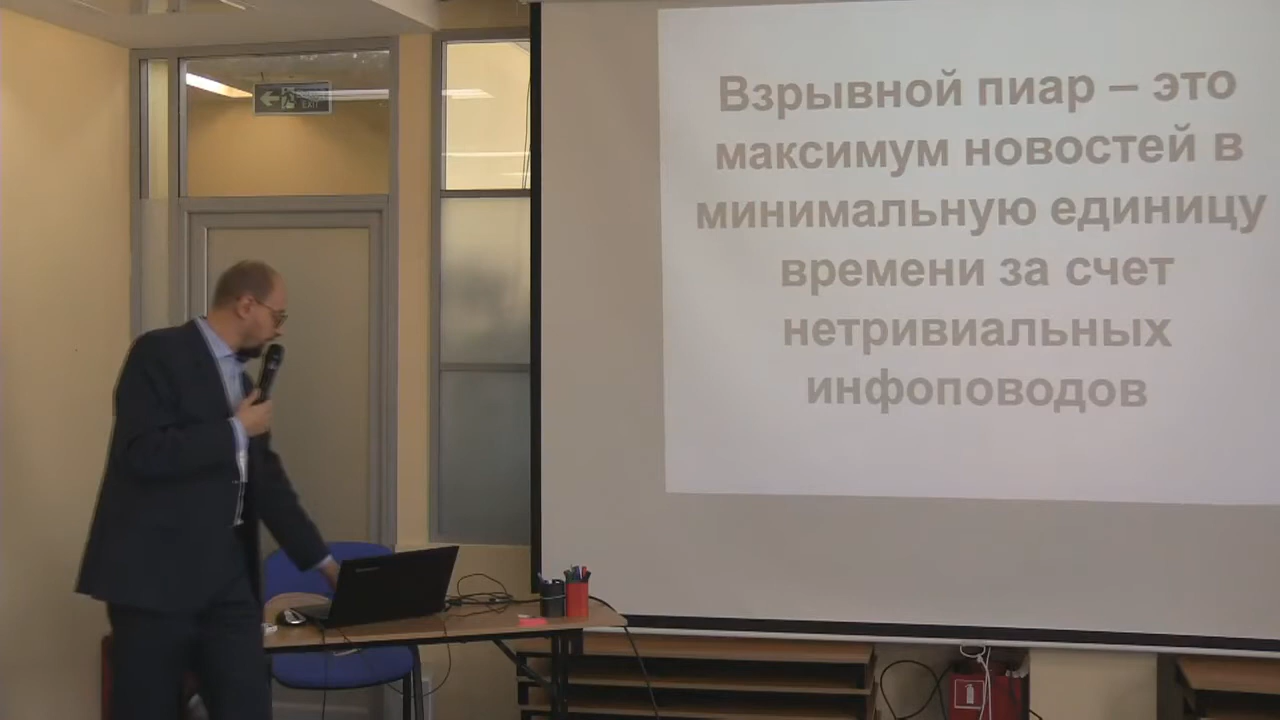 EXIT
Взрывной пиар – это
максимум новостей в
минимальную единицу
времени за счет
нетривиальных
инфоповодов